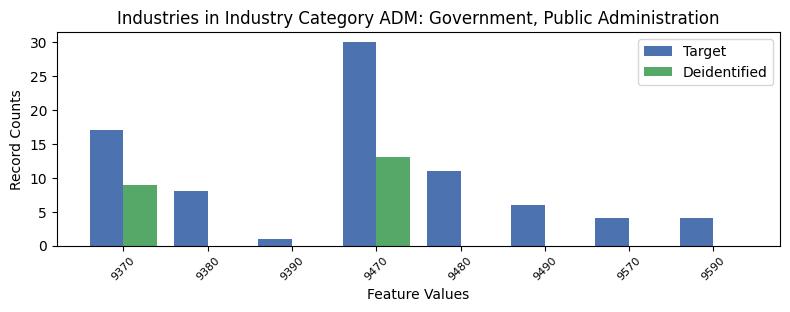 Industries in Industry Category ADM: Government, Public Administration
Target
Deidentified
Record Counts
30
25
20
15
10
5
0
9370 9380 9390 9470 9480 9490 9570 9590
Feature Values